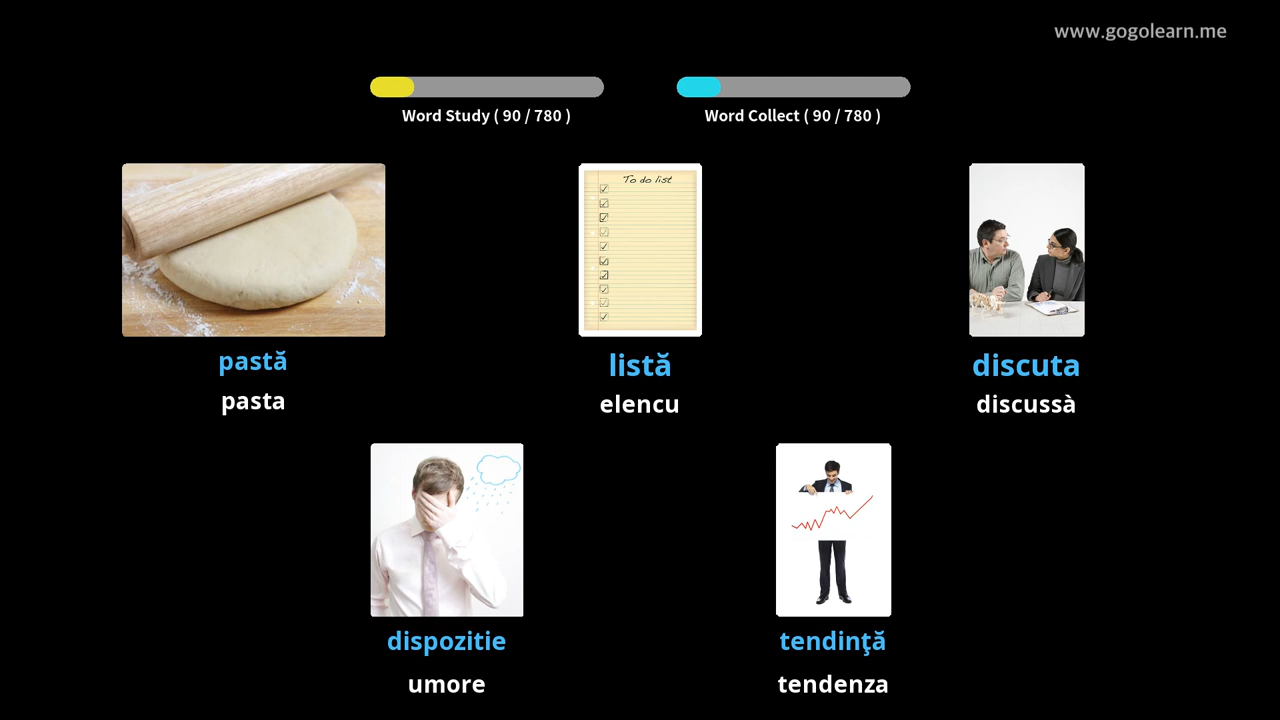 www.gogolearn.me
Word Study ( 90 / 780 )
Word Collect ( 90 / 780 )
To do list
pastă
pasta
listă
elencu
discuta
discussà
dispozitie
umore
tendinţă
tendenza